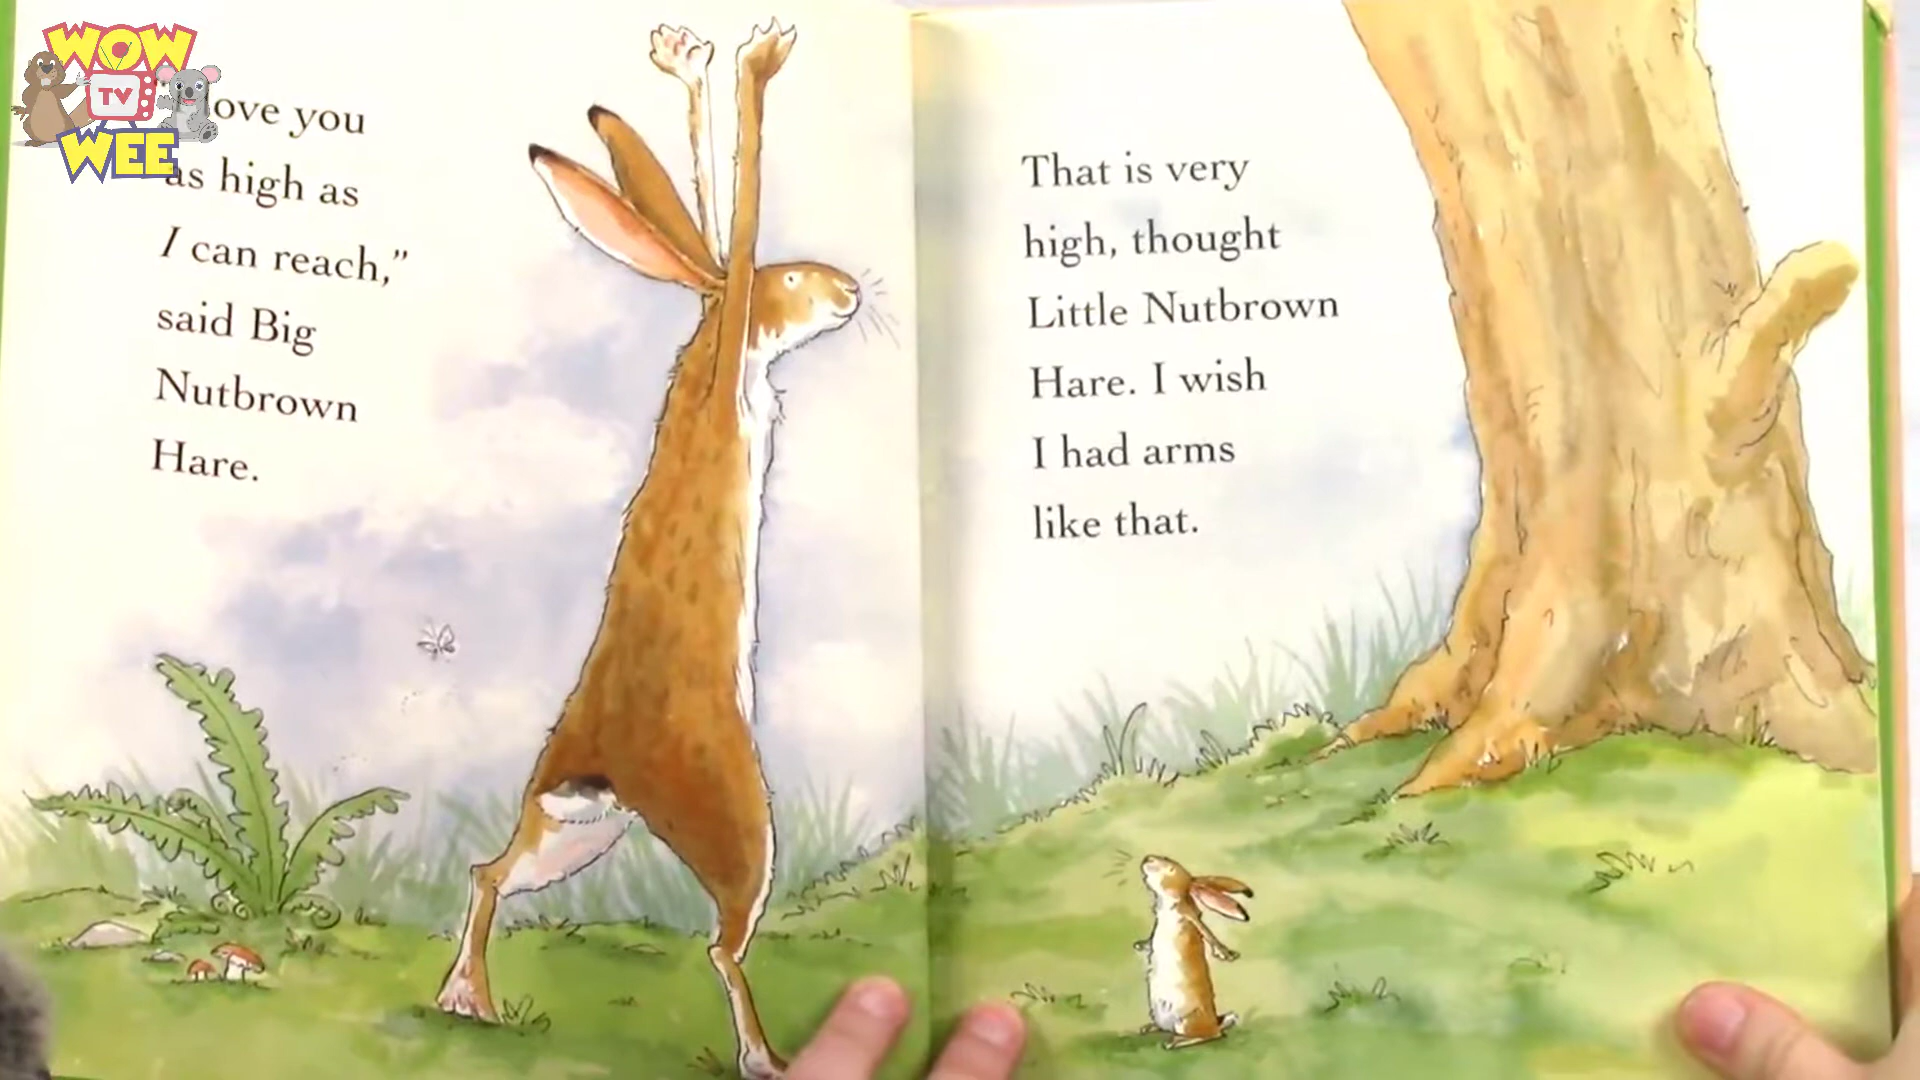 WOW
TV
WEE
love you
as high as
I can reach,”
said Big
Nutbrown
Hare.
That is very
high, thought
Little Nutbrown
Hare. I wish
I had arms
like that.